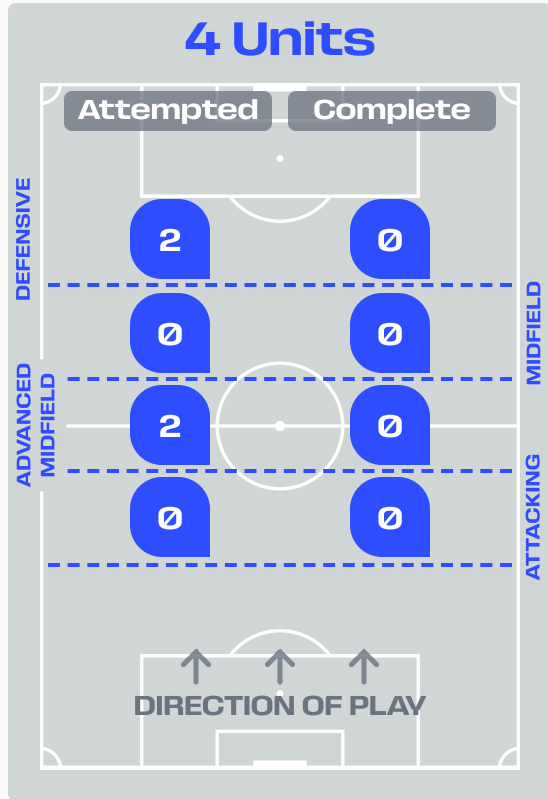 4 Units
Attempted Complete
DEFENSIVE
2 0
MIDFIELD
0 0
ADVANCED
MIDFIELD
2 0
ATTACKING
0 0
DIRECTION OF PLAY